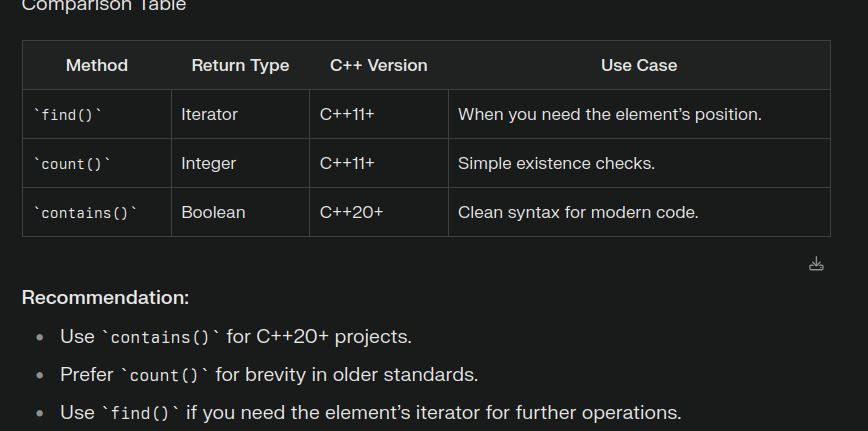 Comparison Table
Method Return Type C++ Version Use Case
`find()` Iterator C++11+ When you need the element’s position.
`count()` Integer C++11+ Simple existence checks.
`contains()` Boolean C++20+ Clean syntax for modern code.
Recommendation:
• Use `contains()` for C++20+ projects.
• Prefer `count()` for brevity in older standards.
• Use `find()` if you need the element’s iterator for further operations.